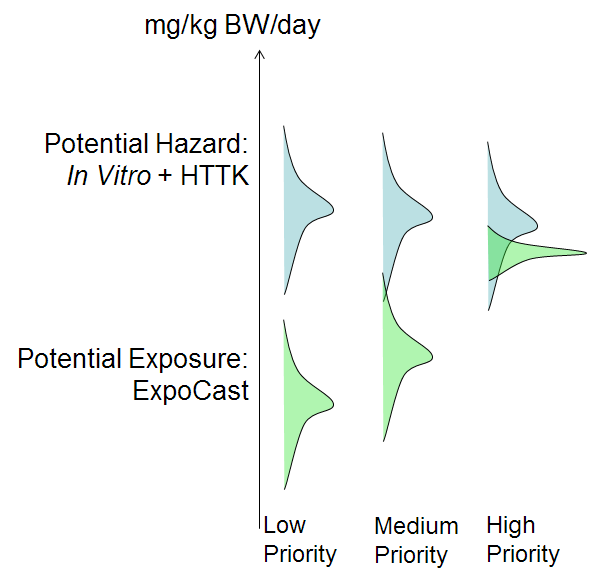 mg/kg BW/day
Potential Hazard:
In Vitro + HTTK
Potential Exposure:
ExpoCast
Low
Priority
Medium
Priority
High
Priority